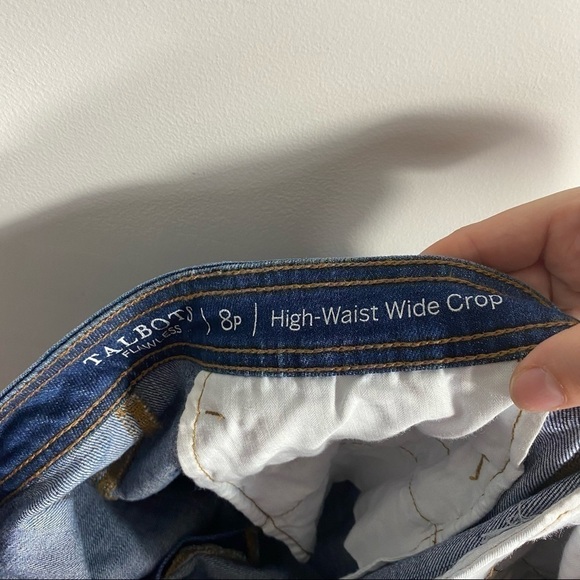 TALBOTS
FLAWLESS
8P
High-Waist Wide Crop